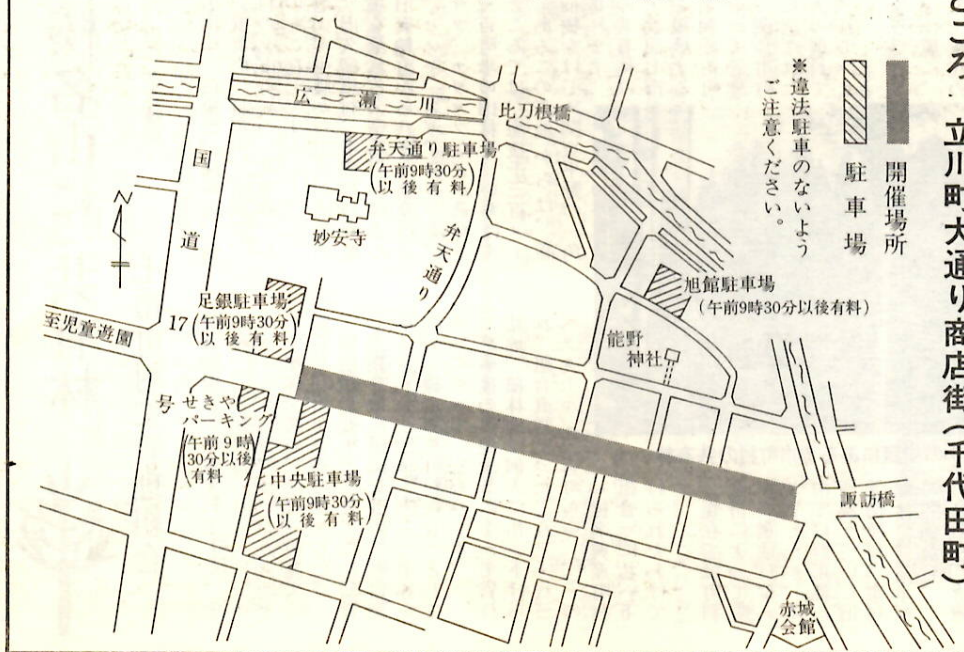 ところ・立川町大通り商店街(千代田町)
開催場所
駐車場
※違法駐車のないよう
ご注意ください。
広瀬川
比刀根橋
弁天通り駐車場
(午前9時30分
以後有料)
国道
妙安寺
弁天通り
旭館駐車場
(午前9時30分以後有料)
足銀駐車場
17
(午前9時30分
以後有料)
至児童遊園
能野
神社
号
せきや
パーキング
(午前9時
30分以後
有料
中央駐車場
(午前9時30分
以後有料)
諏訪橋
赤城
会館
N